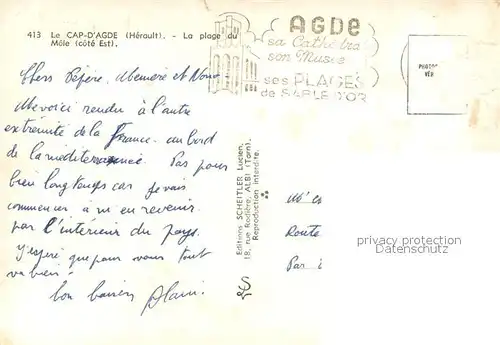 413 Le CAP-D'AGDE (Hérault). - La plage du
Môle (côté Est).
AGDE
sa Cathédrale
son Musée
ses PLAGES
de SABLE D'OR
PHOTOG
VER
Chers Pépère, Mémère et Nono
Me voici rendu à l'autre
extrémité de la France au bord
de la méditerranée. Pas pour
bien longtemps car je vais
commencer à m'en revenir
par l'intérieur du pays.
J'espère que pour vous tout
va bien!
bon baisers Alain.
Editions SCHEITLER Lucien,
18, rue Rodière, ALBI (Tarn).
Reproduction interdite.
M'
Route
Par
privacy protection
Datenschutz